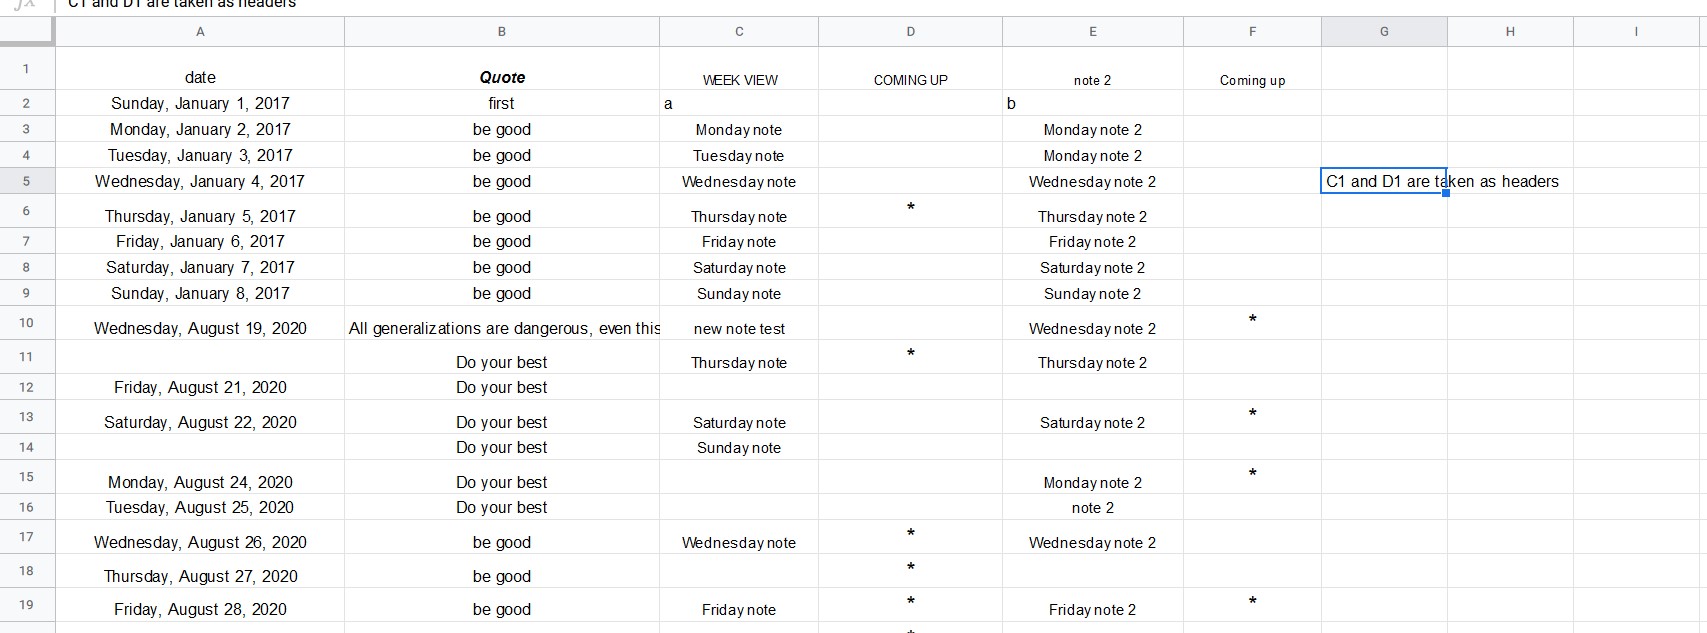 fx C1 and D1 are taken as headers
A B C D E F G H I
1 date Quote WEEK VIEW COMING UP note 2 Coming up
2 Sunday, January 1, 2017 first a b
3 Monday, January 2, 2017 be good Monday note Monday note 2
4 Tuesday, January 3, 2017 be good Tuesday note Monday note 2
5 Wednesday, January 4, 2017 be good Wednesday note Wednesday note 2 C1 and D1 are taken as headers
6 Thursday, January 5, 2017 be good Thursday note * Thursday note 2
7 Friday, January 6, 2017 be good Friday note Friday note 2
8 Saturday, January 7, 2017 be good Saturday note Saturday note 2
9 Sunday, January 8, 2017 be good Sunday note Sunday note 2
10 Wednesday, August 19, 2020 All generalizations are dangerous, even this new note test Wednesday note 2 *
11 Do your best Thursday note * Thursday note 2
12 Friday, August 21, 2020 Do your best
13 Saturday, August 22, 2020 Do your best Saturday note Saturday note 2 *
14 Do your best Sunday note
15 Monday, August 24, 2020 Do your best Monday note 2 *
16 Tuesday, August 25, 2020 Do your best note 2
17 Wednesday, August 26, 2020 be good Wednesday note * Wednesday note 2
18 Thursday, August 27, 2020 be good *
19 Friday, August 28, 2020 be good Friday note * Friday note 2 *